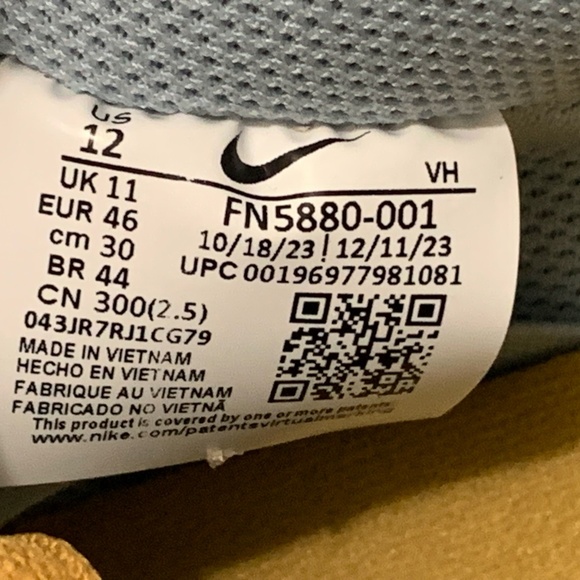 US
12
VH
UK 11
EUR 46
cm 30
BR 44
CN 300(2.5)
FN5880-001
10/18/23 ! 12/11/23
UPC 00196977981081
043JR7RJ1CG79
MADE IN VIETNAM
HECHO EN VIETNAM
FABRIQUE AU VIETNAM
FABRICADO NO VIETNÃ
This product is covered by one or more patents
www.nike.com/patentsvirtualmarking